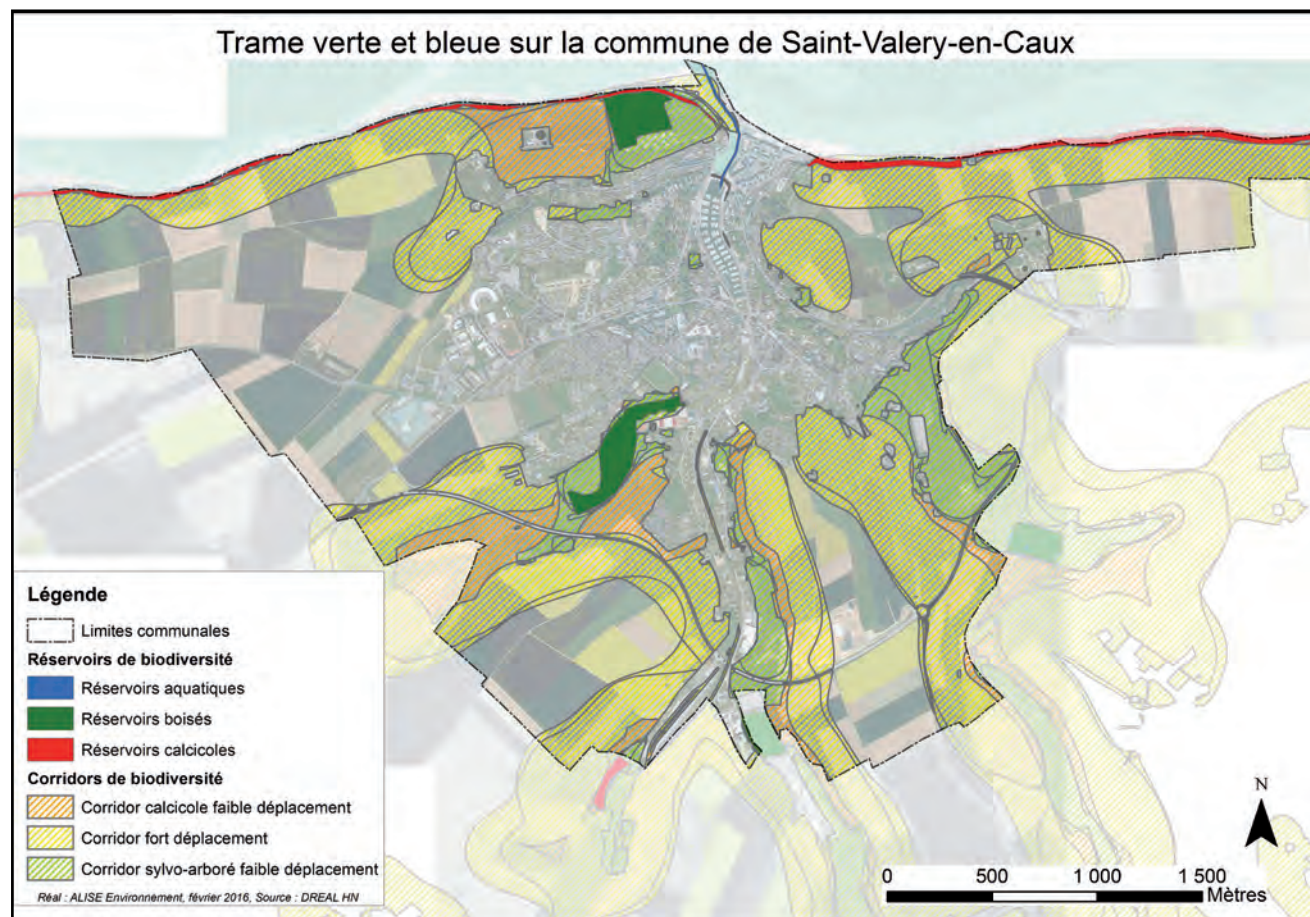 Trame verte et bleue sur la commune de Saint-Valery-en-Caux
Légende
Limites communales
Réservoirs de biodiversité
Réservoirs aquatiques
Réservoirs boisés
Réservoirs calcicoles
Corridors de biodiversité
Corridor calcicole faible déplacement
Corridor fort déplacement
Corridor sylvo-arboré faible déplacement
Réal : ALISE Environnement, février 2016, Source : DREAL HN
N
0 500 1 000 1 500
Mètres